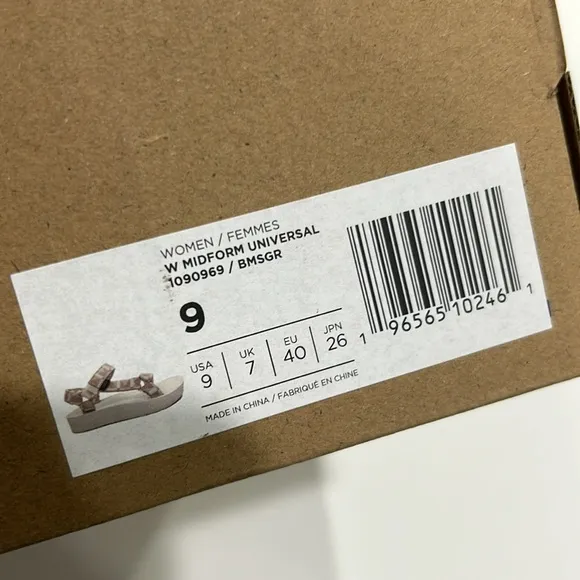 WOMEN / FEMMES
W MIDFORM UNIVERSAL
1090969 / BMSGR
9
USA UK EU JPN
9 7 40 26
MADE IN CHINA / FABRIQUÉ EN CHINE
1 96565 10246 1